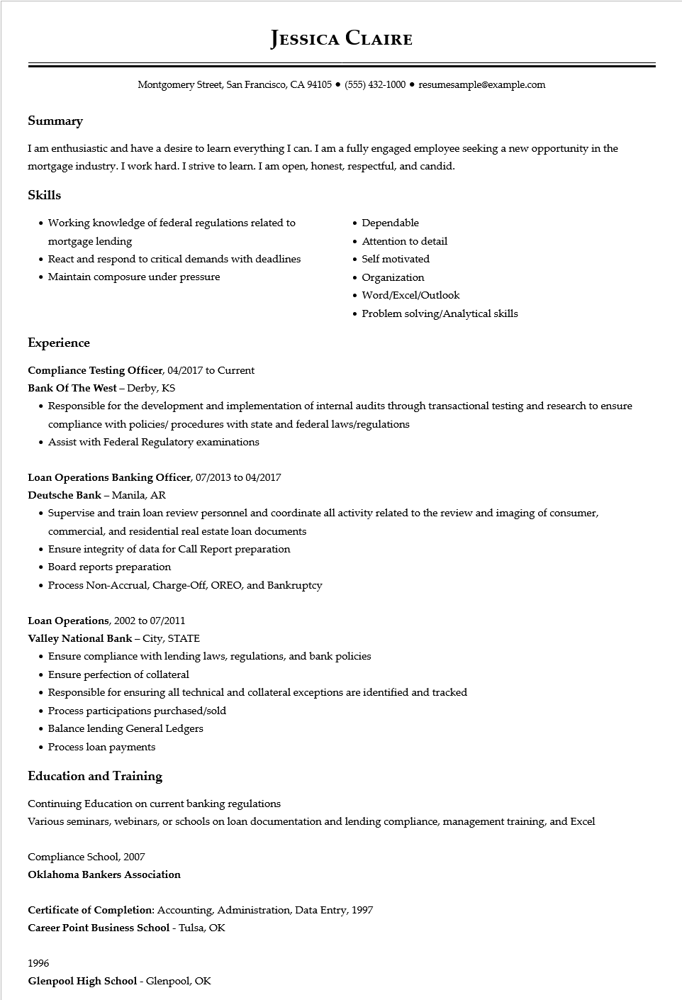 Jessica Claire
Montgomery Street, San Francisco, CA 94105 ● (555) 432-1000 ● resumesample@example.com
Summary
I am enthusiastic and have a desire to learn everything I can. I am a fully engaged employee seeking a new opportunity in the
mortgage industry. I work hard. I strive to learn. I am open, honest, respectful, and candid.
Skills
• Working knowledge of federal regulations related to
mortgage lending
• React and respond to critical demands with deadlines
• Maintain composure under pressure
• Dependable
• Attention to detail
• Self motivated
• Organization
• Word/Excel/Outlook
• Problem solving/Analytical skills
Experience
Compliance Testing Officer, 04/2017 to Current
Bank Of The West – Derby, KS
• Responsible for the development and implementation of internal audits through transactional testing and research to ensure
compliance with policies/ procedures with state and federal laws/regulations
• Assist with Federal Regulatory examinations
Loan Operations Banking Officer, 07/2013 to 04/2017
Deutsche Bank – Manila, AR
• Supervise and train loan review personnel and coordinate all activity related to the review and imaging of consumer,
commercial, and residential real estate loan documents
• Ensure integrity of data for Call Report preparation
• Board reports preparation
• Process Non-Accrual, Charge-Off, OREO, and Bankruptcy
Loan Operations, 2002 to 07/2011
Valley National Bank – City, STATE
• Ensure compliance with lending laws, regulations, and bank policies
• Ensure perfection of collateral
• Responsible for ensuring all technical and collateral exceptions are identified and tracked
• Process participations purchased/sold
• Balance lending General Ledgers
• Process loan payments
Education and Training
Continuing Education on current banking regulations
Various seminars, webinars, or schools on loan documentation and lending compliance, management training, and Excel
Compliance School, 2007
Oklahoma Bankers Association
Certificate of Completion: Accounting, Administration, Data Entry, 1997
Career Point Business School - Tulsa, OK
1996
Glenpool High School - Glenpool, OK